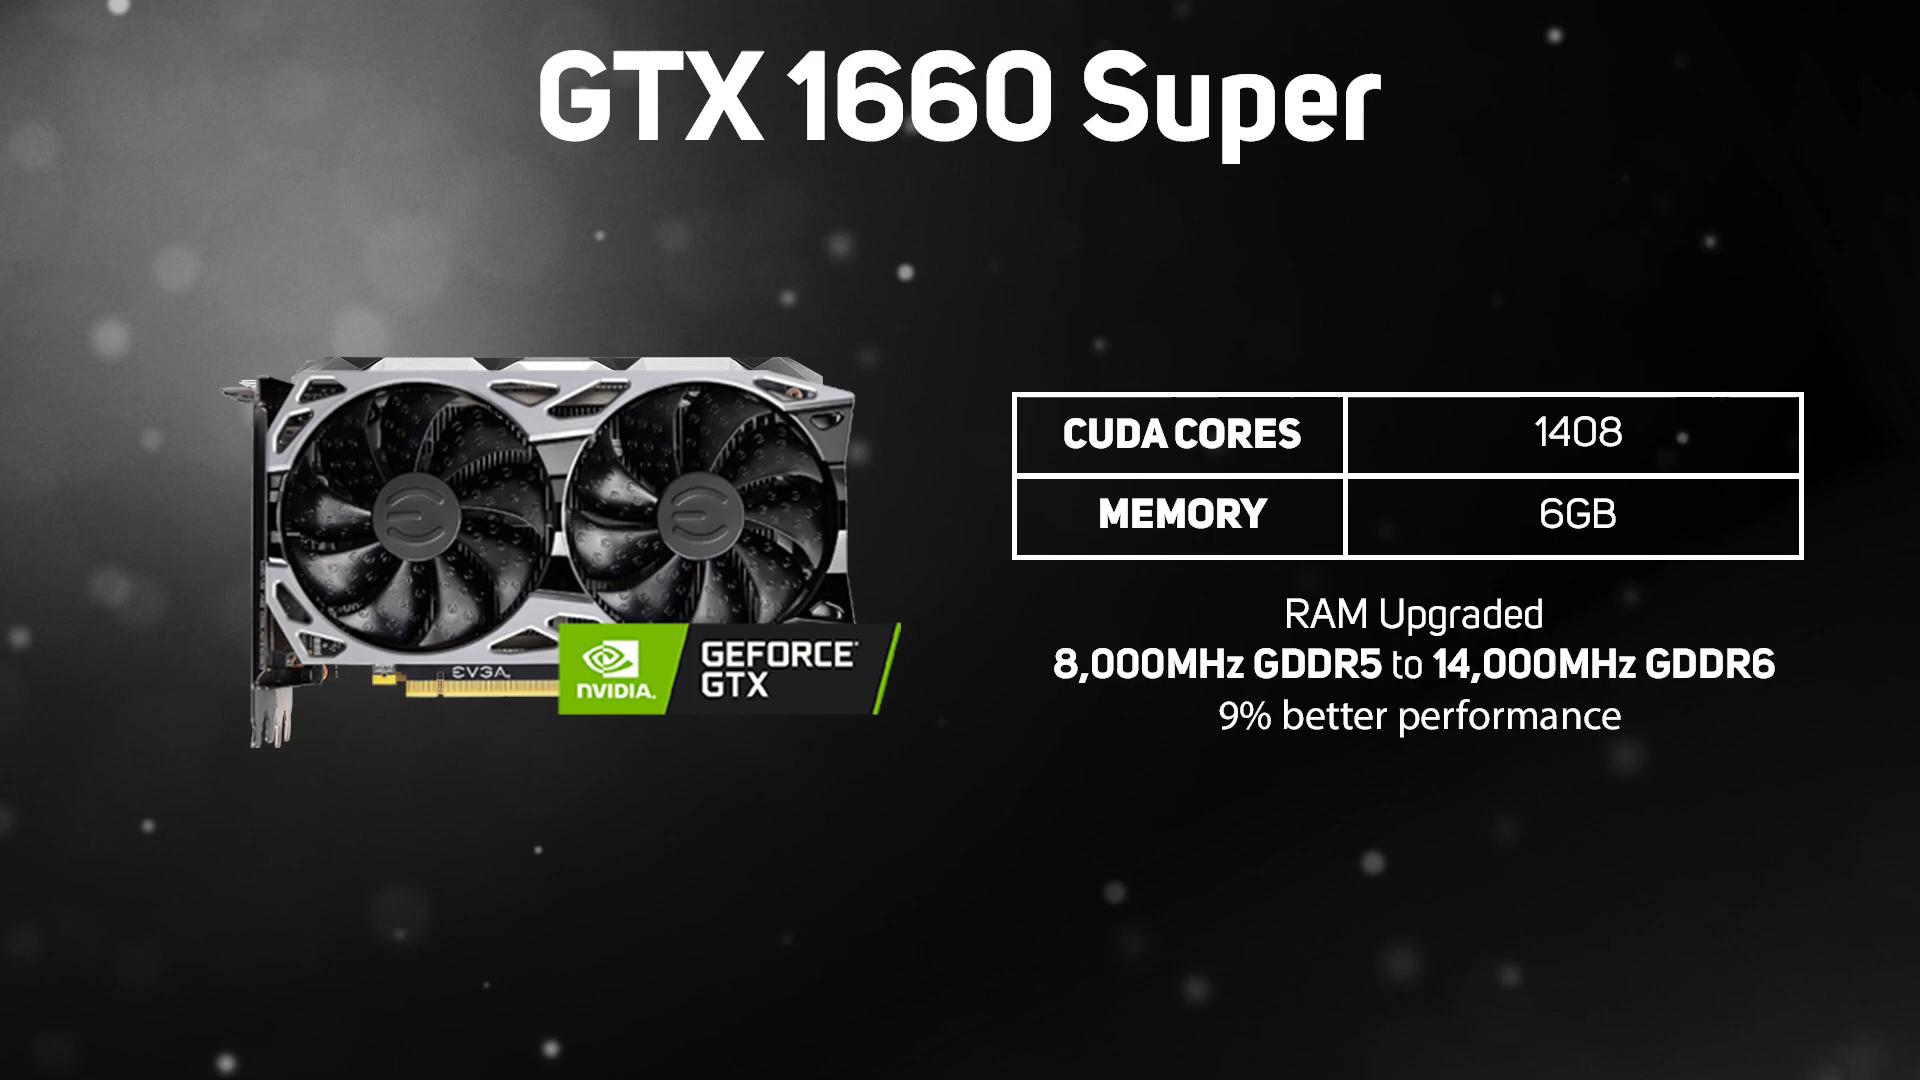 GTX 1660 Super
CUDA CORES 1408
MEMORY 6GB
RAM Upgraded
8,000MHz GDDR5 to 14,000MHz GDDR6
9% better performance
EVGA
NVIDIA.
GEFORCE
GTX